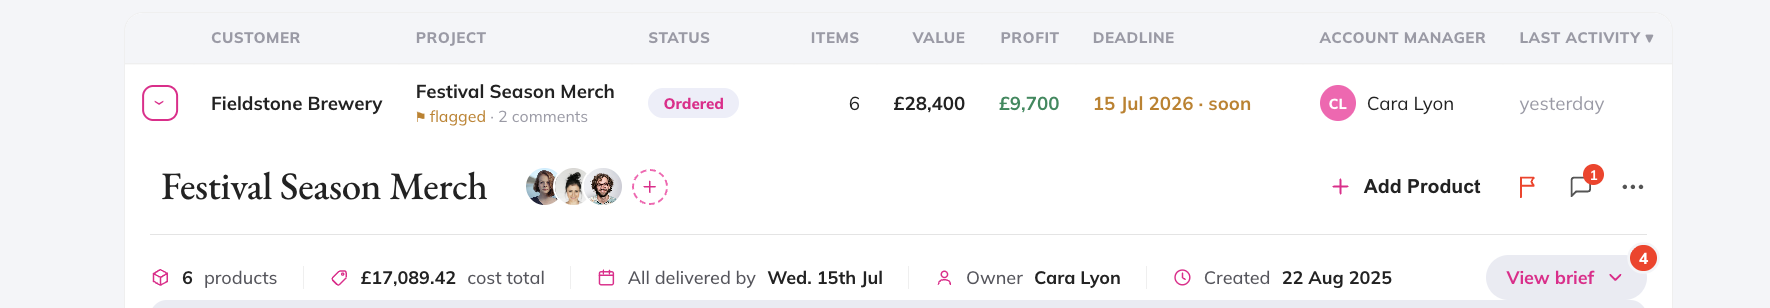 CUSTOMER PROJECT STATUS ITEMS VALUE PROFIT DEADLINE ACCOUNT MANAGER LAST ACTIVITY ▾
Fieldstone Brewery Festival Season Merch Ordered 6 £28,400 £9,700 15 Jul 2026 · soon CL Cara Lyon yesterday
flagged · 2 comments
Festival Season Merch + + Add Product 1 ...
6 products £17,089.42 cost total All delivered by Wed. 15th Jul Owner Cara Lyon Created 22 Aug 2025 View brief 4